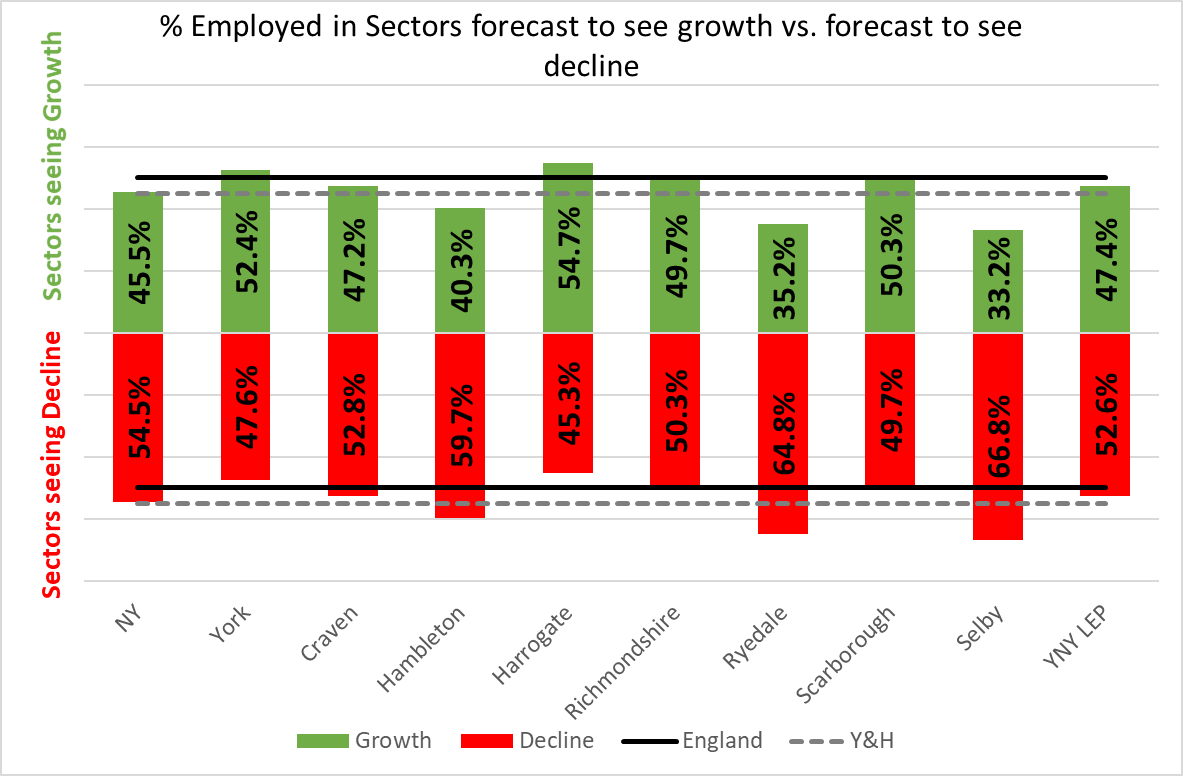 % Employed in Sectors forecast to see growth vs. forecast to see
decline
Sectors seeing Growth
Sectors seeing Decline
45.5%
52.4%
47.2%
40.3%
54.7%
49.7%
35.2%
50.3%
33.2%
47.4%
54.5%
47.6%
52.8%
59.7%
45.3%
50.3%
64.8%
49.7%
66.8%
52.6%
NY
York
Craven
Hambleton
Harrogate
Richmondshire
Ryedale
Scarborough
Selby
YNY LEP
Growth
Decline
England
Y&H